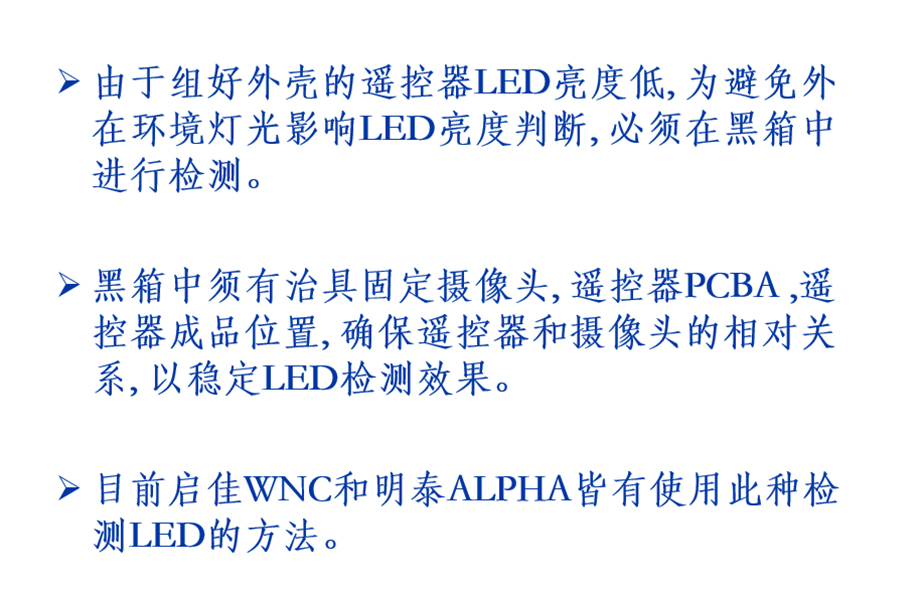 ➢ 由于组好外壳的遥控器LED亮度低, 为避免外
在环境灯光影响LED亮度判断, 必须在黑箱中
进行检测。
➢ 黑箱中须有治具固定摄像头, 遥控器PCBA ,遥
控器成品位置, 确保遥控器和摄像头的相对关
系, 以稳定LED检测效果。
➢ 目前启佳WNC和明泰ALPHA皆有使用此种检
测LED的方法。